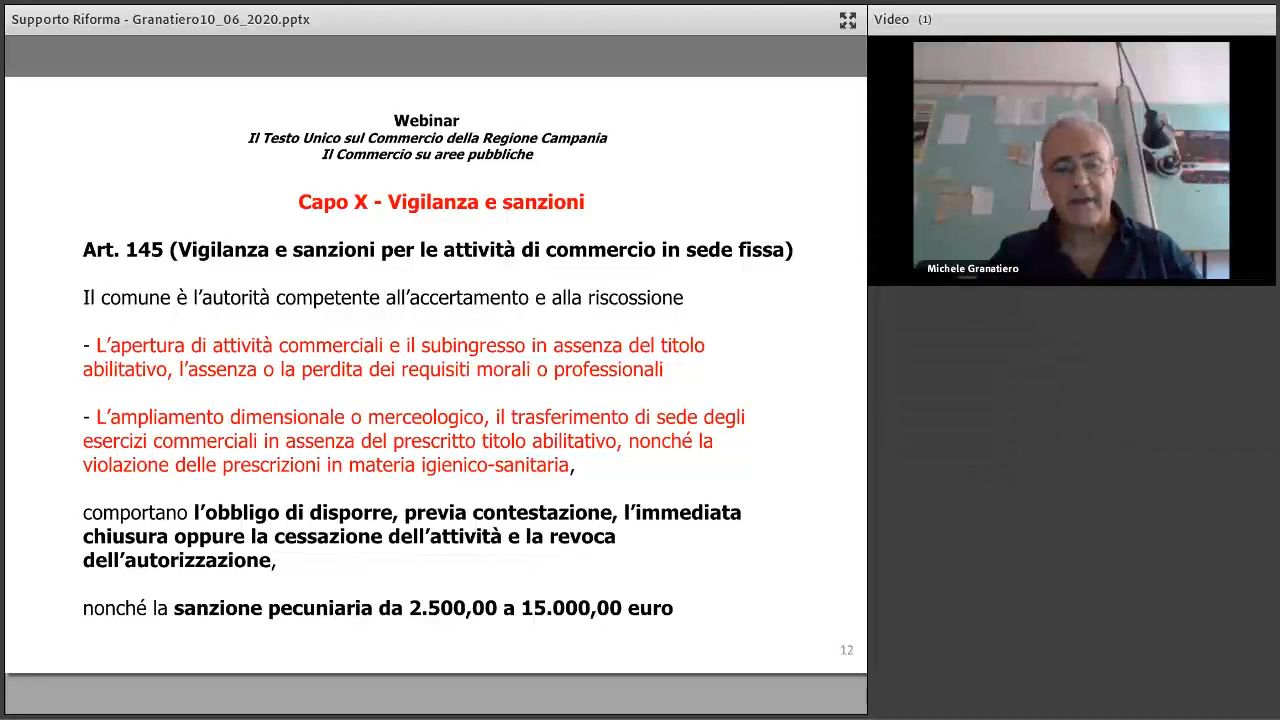 Supporto Riforma - Granatiero10_06_2020.pptx
Video (1)
Webinar
Il Testo Unico sul Commercio della Regione Campania
Il Commercio su aree pubbliche
Capo X - Vigilanza e sanzioni
Art. 145 (Vigilanza e sanzioni per le attività di commercio in sede fissa)
Il comune è l’autorità competente all’accertamento e alla riscossione
- L’apertura di attività commerciali e il subingresso in assenza del titolo
abilitativo, l’assenza o la perdita dei requisiti morali o professionali
- L’ampliamento dimensionale o merceologico, il trasferimento di sede degli
esercizi commerciali in assenza del prescritto titolo abilitativo, nonché la
violazione delle prescrizioni in materia igienico-sanitaria,
comportano l’obbligo di disporre, previa contestazione, l’immediata
chiusura oppure la cessazione dell’attività e la revoca
dell’autorizzazione,
nonché la sanzione pecuniaria da 2.500,00 a 15.000,00 euro
12
Michele Granatiero